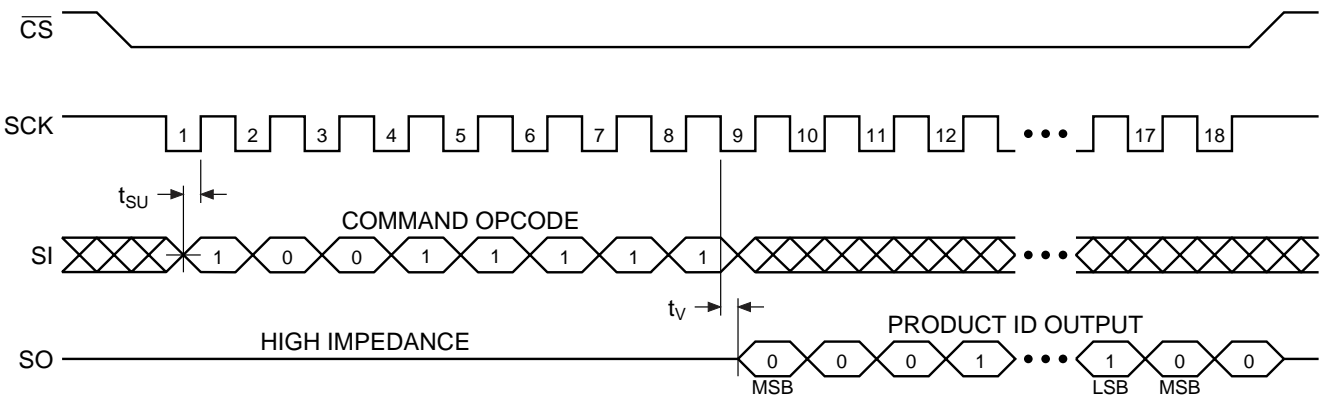 CS
SCK 1 2 3 4 5 6 7 8 9 10 11 12 17 18
tSU
COMMAND OPCODE
SI 1 0 0 1 1 1 1 1
tV
HIGH IMPEDANCE
PRODUCT ID OUTPUT
SO 0 0 0 1 1 0 0
MSB LSB MSB